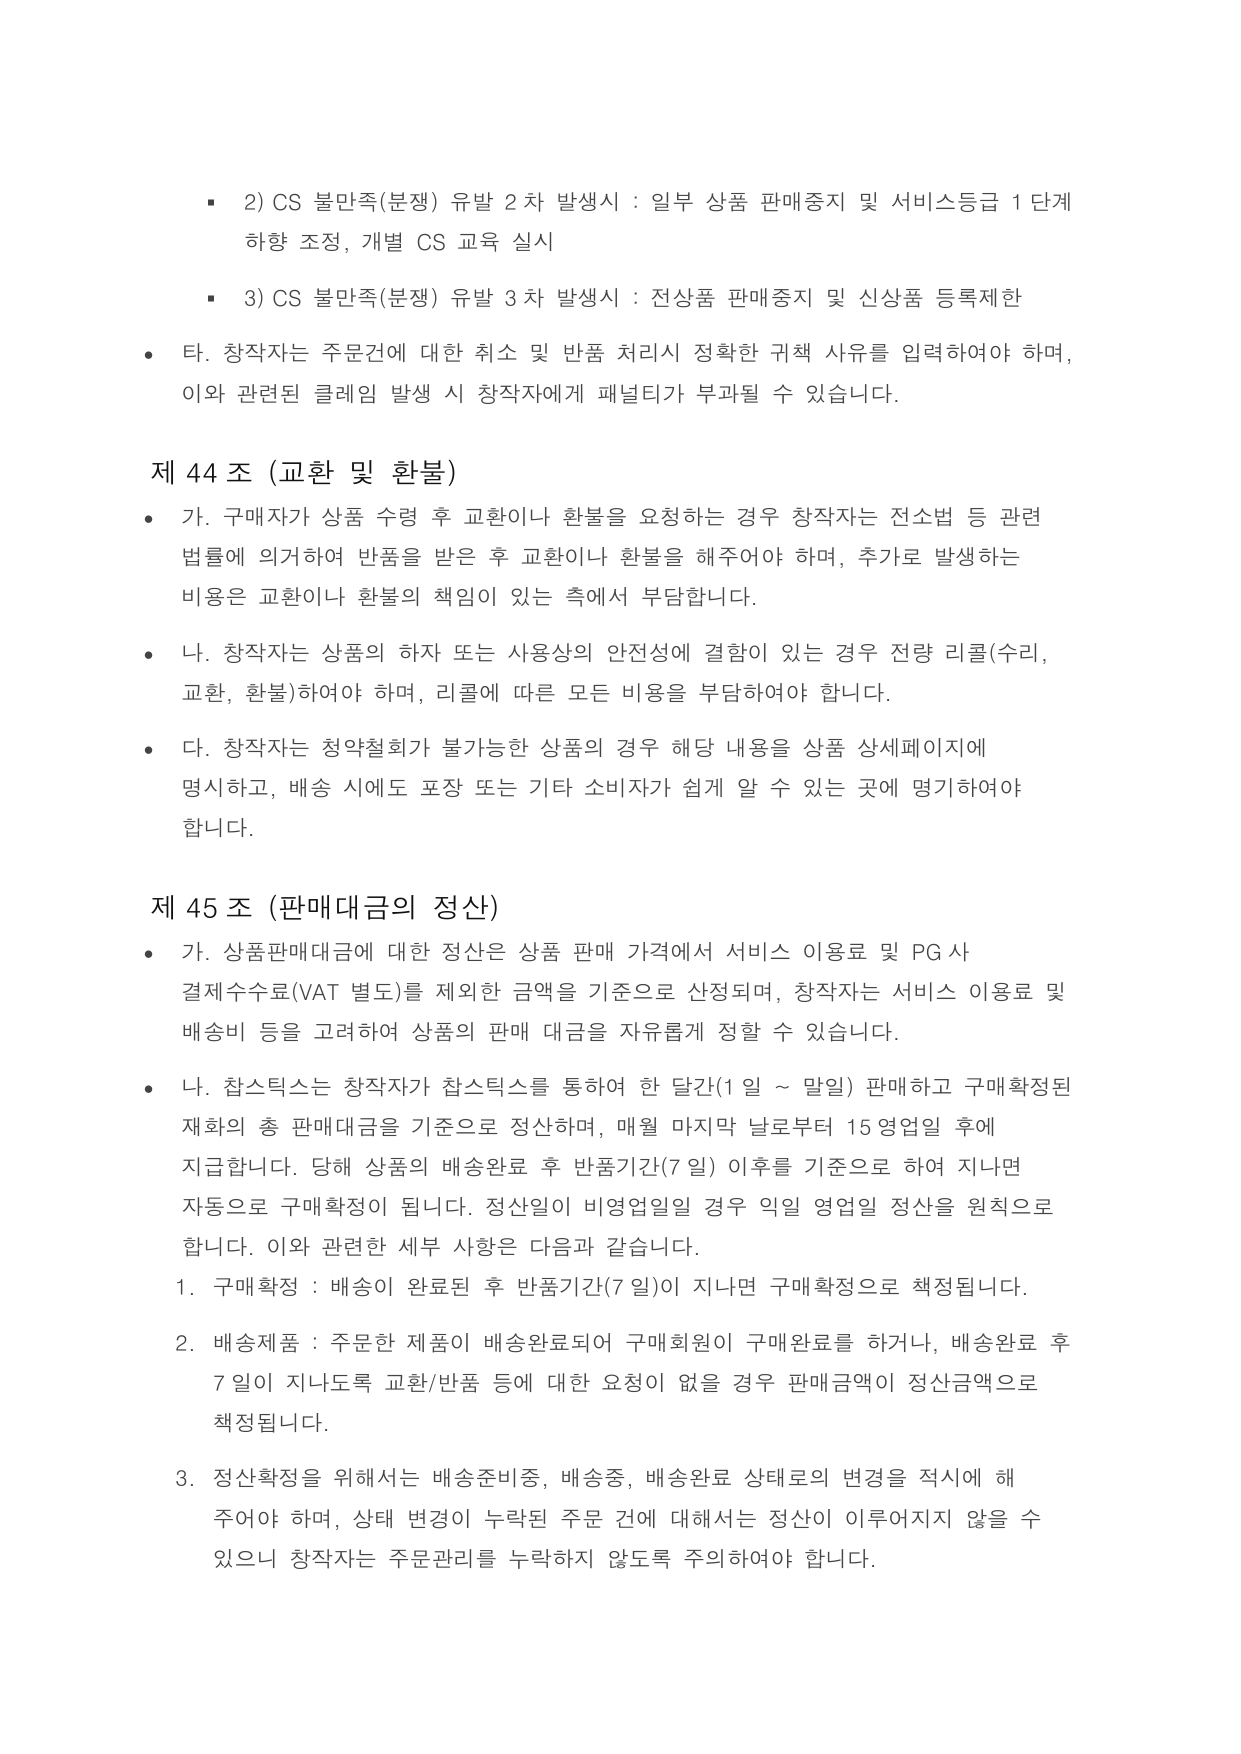 ▪ 2) CS 불만족(분쟁) 유발 2차 발생시 : 일부 상품 판매중지 및 서비스등급 1단계
하향 조정, 개별 CS 교육 실시
▪ 3) CS 불만족(분쟁) 유발 3차 발생시 : 전상품 판매중지 및 신상품 등록제한
• 타. 창작자는 주문건에 대한 취소 및 반품 처리시 정확한 귀책 사유를 입력하여야 하며,
이와 관련된 클레임 발생 시 창작자에게 패널티가 부과될 수 있습니다.
제 44 조 (교환 및 환불)
• 가. 구매자가 상품 수령 후 교환이나 환불을 요청하는 경우 창작자는 전소법 등 관련
법률에 의거하여 반품을 받은 후 교환이나 환불을 해주어야 하며, 추가로 발생하는
비용은 교환이나 환불의 책임이 있는 측에서 부담합니다.
• 나. 창작자는 상품의 하자 또는 사용상의 안전성에 결함이 있는 경우 전량 리콜(수리,
교환, 환불)하여야 하며, 리콜에 따른 모든 비용을 부담하여야 합니다.
• 다. 창작자는 청약철회가 불가능한 상품의 경우 해당 내용을 상품 상세페이지에
명시하고, 배송 시에도 포장 또는 기타 소비자가 쉽게 알 수 있는 곳에 명기하여야
합니다.
제 45 조 (판매대금의 정산)
• 가. 상품판매대금에 대한 정산은 상품 판매 가격에서 서비스 이용료 및 PG 사
결제수수료(VAT 별도)를 제외한 금액을 기준으로 산정되며, 창작자는 서비스 이용료 및
배송비 등을 고려하여 상품의 판매 대금을 자유롭게 정할 수 있습니다.
• 나. 찹스틱스는 창작자가 찹스틱스를 통하여 한 달간(1 일 ~ 말일) 판매하고 구매확정된
재화의 총 판매대금을 기준으로 정산하며, 매월 마지막 날로부터 15 영업일 후에
지급합니다. 당해 상품의 배송완료 후 반품기간(7 일) 이후를 기준으로 하여 지나면
자동으로 구매확정이 됩니다. 정산일이 비영업일일 경우 익일 영업일 정산을 원칙으로
합니다. 이와 관련한 세부 사항은 다음과 같습니다.
1. 구매확정 : 배송이 완료된 후 반품기간(7 일)이 지나면 구매확정으로 책정됩니다.
2. 배송제품 : 주문한 제품이 배송완료되어 구매회원이 구매완료를 하거나, 배송완료 후
7 일이 지나도록 교환/반품 등에 대한 요청이 없을 경우 판매금액이 정산금액으로
책정됩니다.
3. 정산확정을 위해서는 배송준비중, 배송중, 배송완료 상태로의 변경을 적시에 해
주어야 하며, 상태 변경이 누락된 주문 건에 대해서는 정산이 이루어지지 않을 수
있으니 창작자는 주문관리를 누락하지 않도록 주의하여야 합니다.